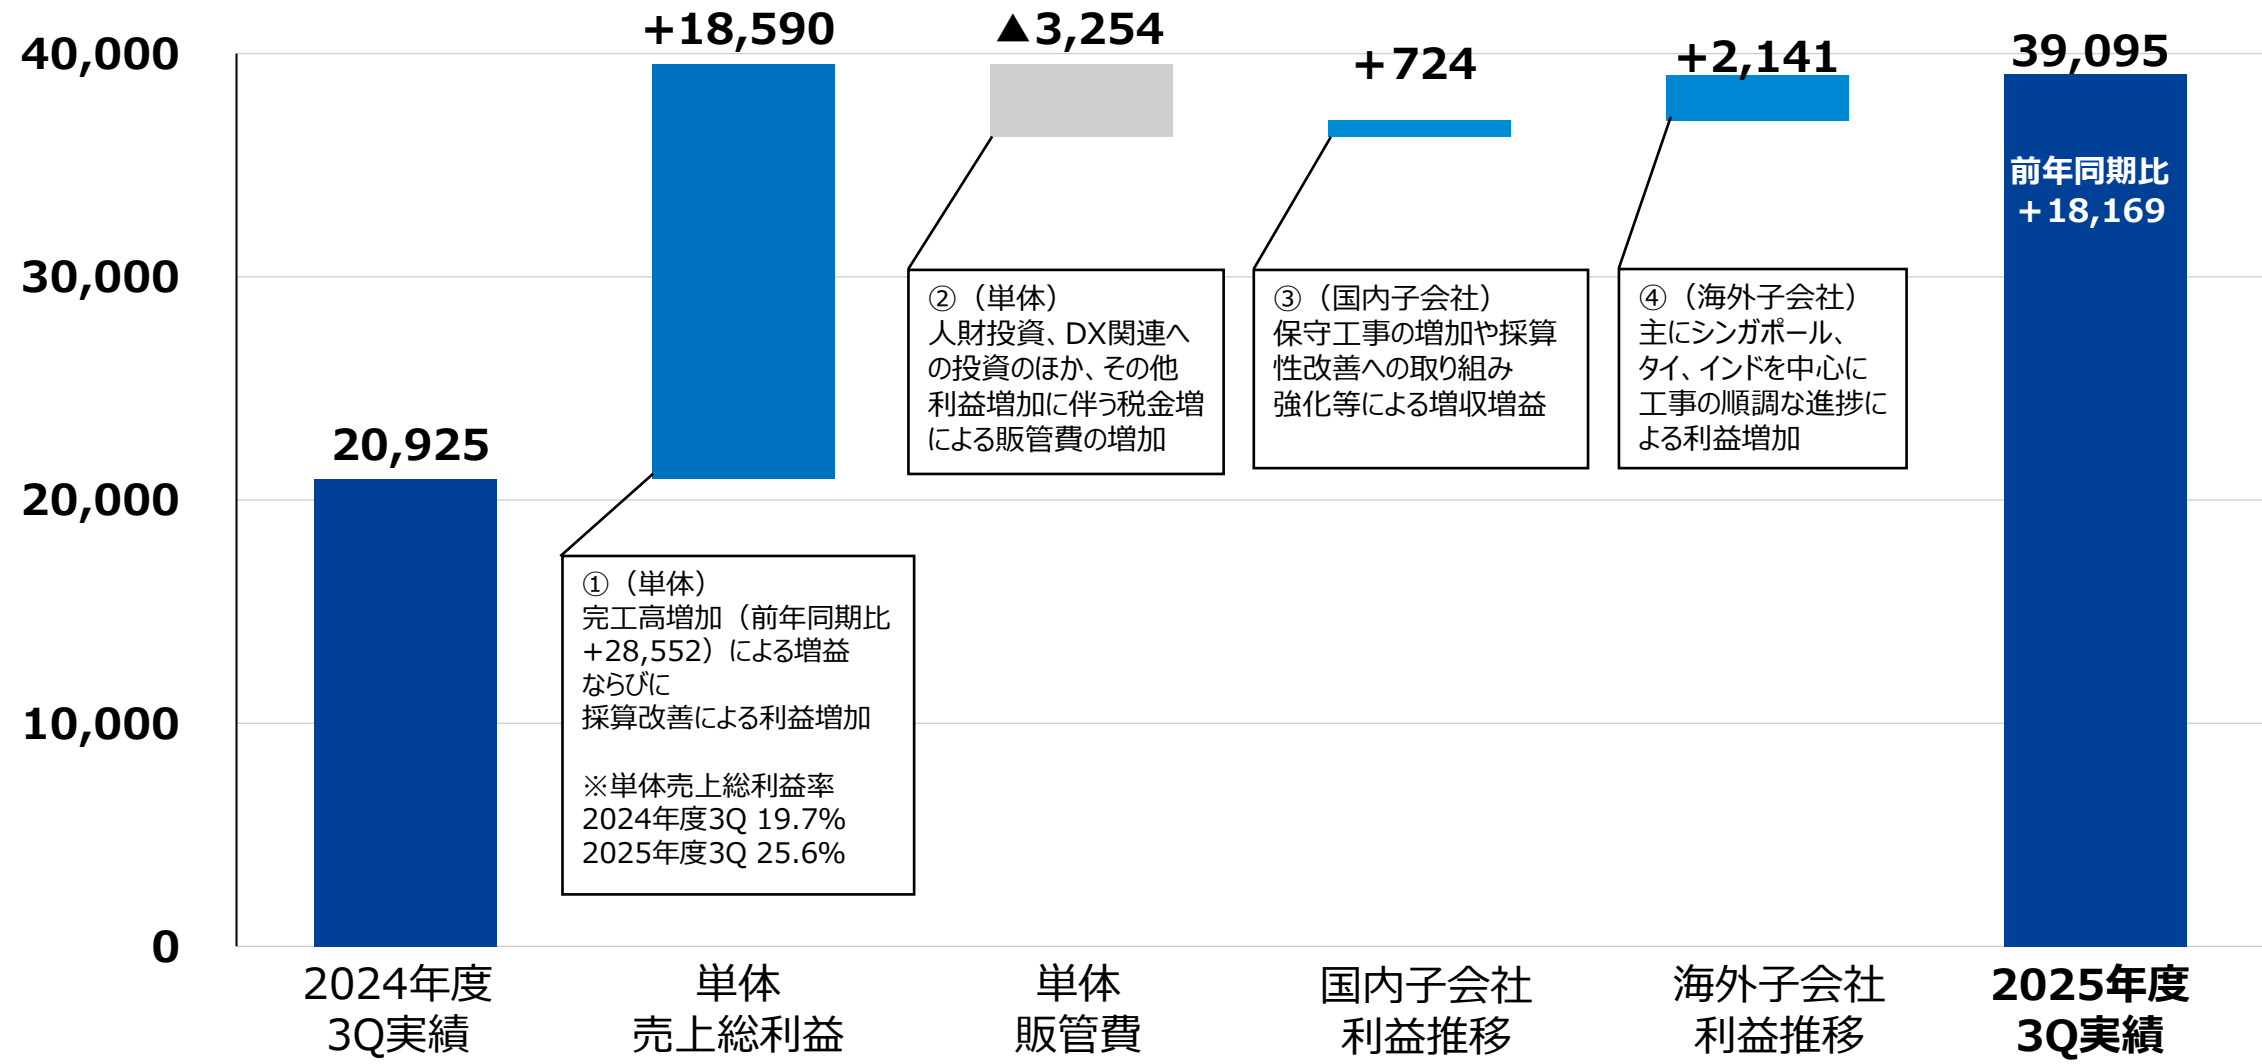 40,000
30,000
20,000
10,000
0
20,925
+18,590
▲3,254
+724
+2,141
39,095
前年同期比
+18,169
①（単体）
完工高増加（前年同期比
+28,552）による増益
ならびに
採算改善による利益増加
※単体売上総利益率
2024年度3Q 19.7%
2025年度3Q 25.6%
②（単体）
人財投資、DX関連へ
の投資のほか、その他
利益増加に伴う税金増
による販管費の増加
③（国内子会社）
保守工事の増加や採算
性改善への取り組み
強化等による増収増益
④（海外子会社）
主にシンガポール、
タイ、インドを中心に
工事の順調な進捗に
よる利益増加
2024年度
3Q実績
単体
売上総利益
単体
販管費
国内子会社
利益推移
海外子会社
利益推移
2025年度
3Q実績